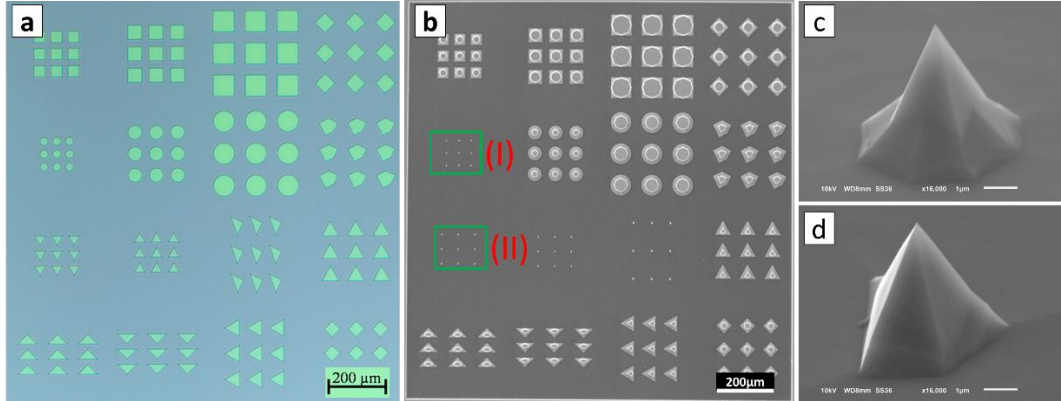 a
200 µm
b
(I)
(II)
200µm
c
10kV WD8mm SS36 x16,000 1µm
d
10kV WD8mm SS36 x16,000 1µm